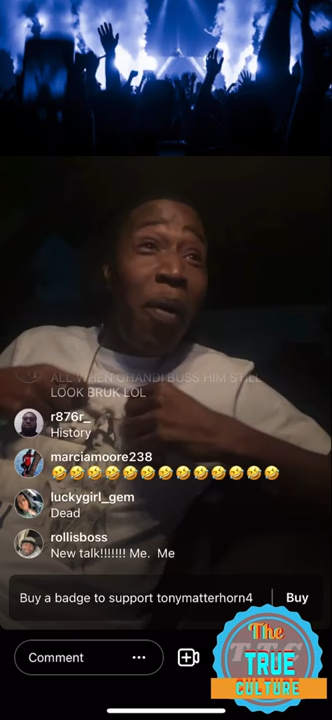 ALL WHEN GHANDI BUSS HIM STILL
LOOK BRUK LOL
r876r_
History
marciamoore238
🤣🤣🤣🤣🤣🤣🤣🤣🤣🤣🤣🤣🤣
luckygirl_gem
Dead
rollisboss
New talk!!!!!!! Me.  Me
Buy a badge to support tonymatterhorn4
Buy
Comment
The
T.T.C
TRUE
CULTURE